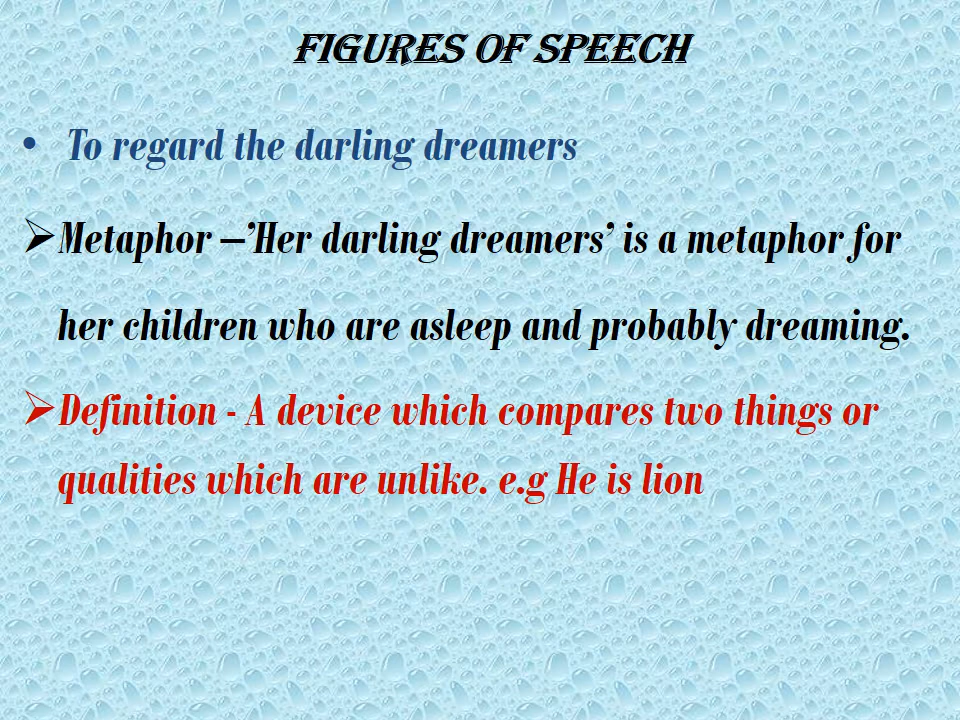 FIGURES OF SPEECH
• To regard the darling dreamers
➢Metaphor –’Her darling dreamers’ is a metaphor for
her children who are asleep and probably dreaming.
➢Definition - A device which compares two things or
qualities which are unlike. e.g He is lion